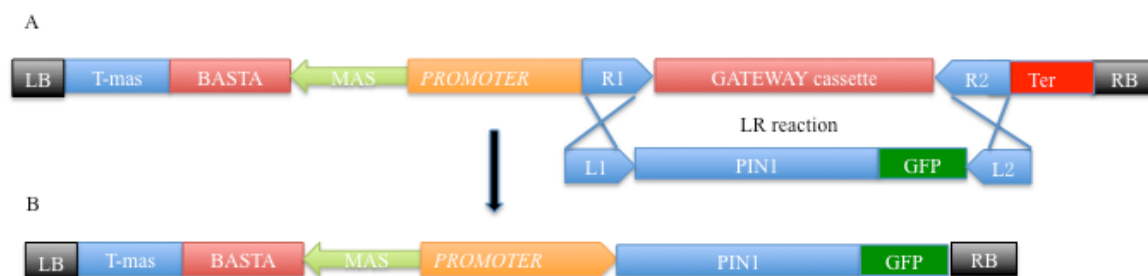 A
LB T-mas BASTA MAS PROMOTER R1 GATEWAY cassette R2 Ter RB
LR reaction
L1 PIN1 GFP L2
B
LB T-mas BASTA MAS PROMOTER PIN1 GFP RB